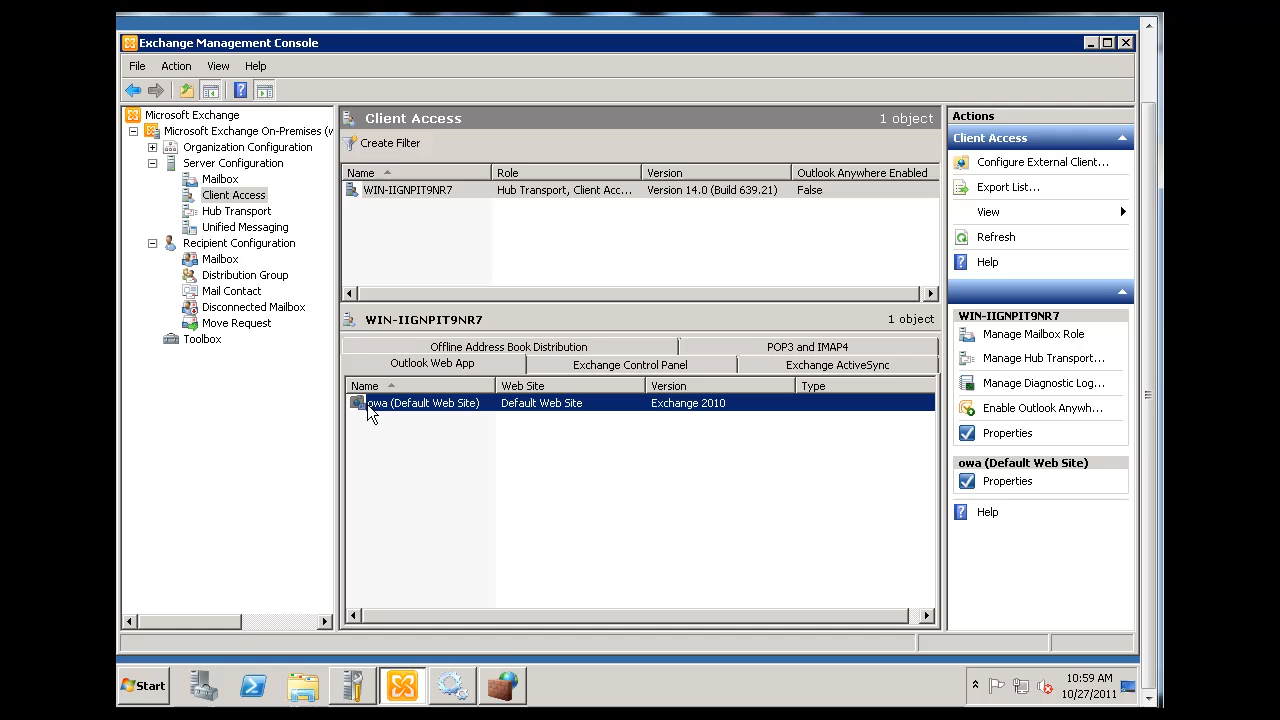 Exchange Management Console
File Action View Help
Microsoft Exchange
Microsoft Exchange On-Premises (w
Organization Configuration
Server Configuration
Mailbox
Client Access
Hub Transport
Unified Messaging
Recipient Configuration
Mailbox
Distribution Group
Mail Contact
Disconnected Mailbox
Move Request
Toolbox
Client Access 1 object
Create Filter
Name Role Version Outlook Anywhere Enabled
WIN-IIGNPIT9NR7 Hub Transport, Client Acc... Version 14.0 (Build 639.21) False
WIN-IIGNPIT9NR7 1 object
Offline Address Book Distribution POP3 and IMAP4
Outlook Web App Exchange Control Panel Exchange ActiveSync
Name Web Site Version Type
owa (Default Web Site) Default Web Site Exchange 2010
Actions
Client Access
Configure External Client...
Export List...
View
Refresh
Help
WIN-IIGNPIT9NR7
Manage Mailbox Role
Manage Hub Transport...
Manage Diagnostic Log...
Enable Outlook Anywh...
Properties
owa (Default Web Site)
Properties
Help
Start
10:59 AM
10/27/2011